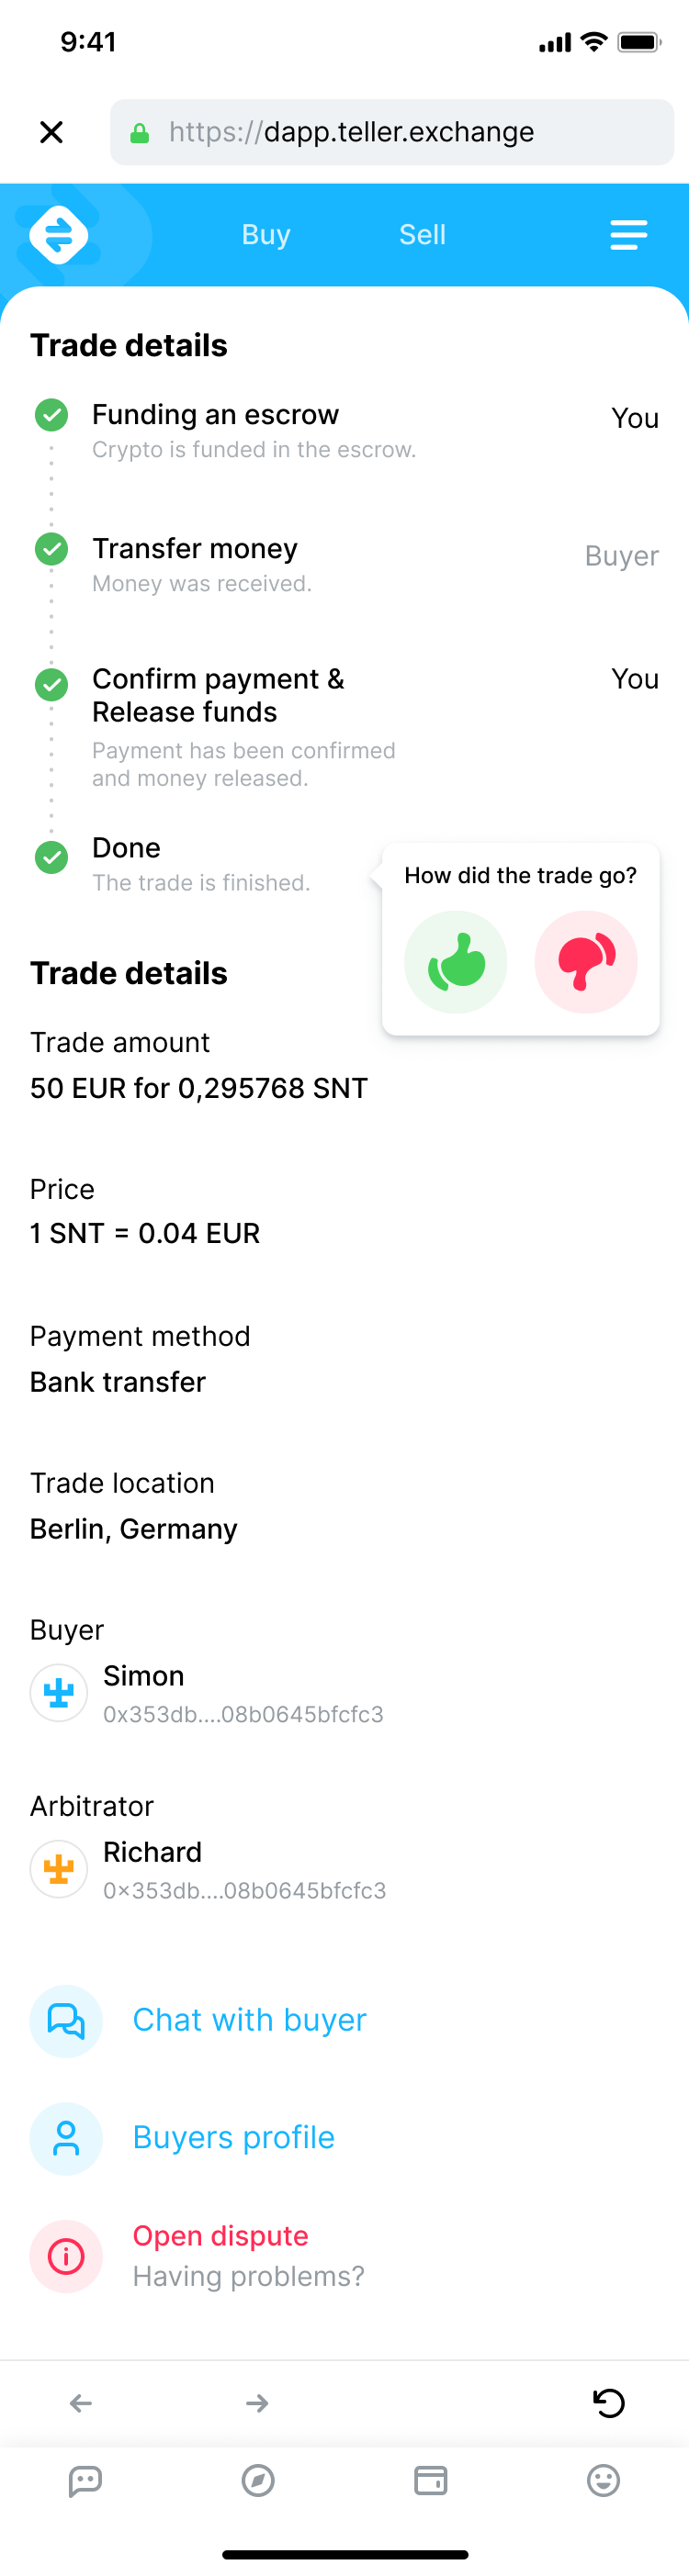 9:41
https://dapp.teller.exchange
Buy
Sell
Trade details
Funding an escrow
You
Crypto is funded in the escrow.
Transfer money
Buyer
Money was received.
Confirm payment &
Release funds
You
Payment has been confirmed
and money released.
Done
The trade is finished.
How did the trade go?
Trade details
Trade amount
50 EUR for 0,295768 SNT
Price
1 SNT = 0.04 EUR
Payment method
Bank transfer
Trade location
Berlin, Germany
Buyer
Simon
0x353db....08b0645bfcfc3
Arbitrator
Richard
0×353db....08b0645bfcfc3
Chat with buyer
Buyers profile
Open dispute
Having problems?